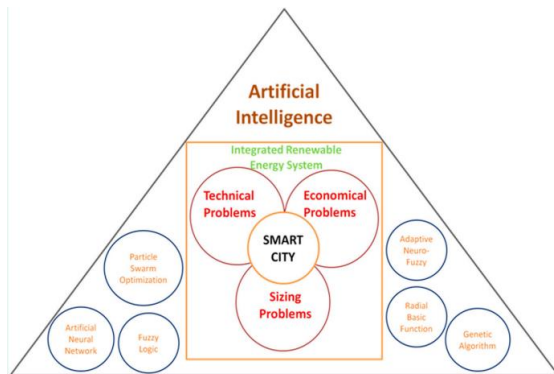 Artificial
Intelligence
Integrated Renewable
Energy System
Technical
Problems
Economical
Problems
SMART
CITY
Sizing
Problems
Particle
Swarm
Optimization
Artificial
Neural
Network
Fuzzy
Logic
Adaptive
Neuro-
Fuzzy
Radial
Basic
Function
Genetic
Algorithm